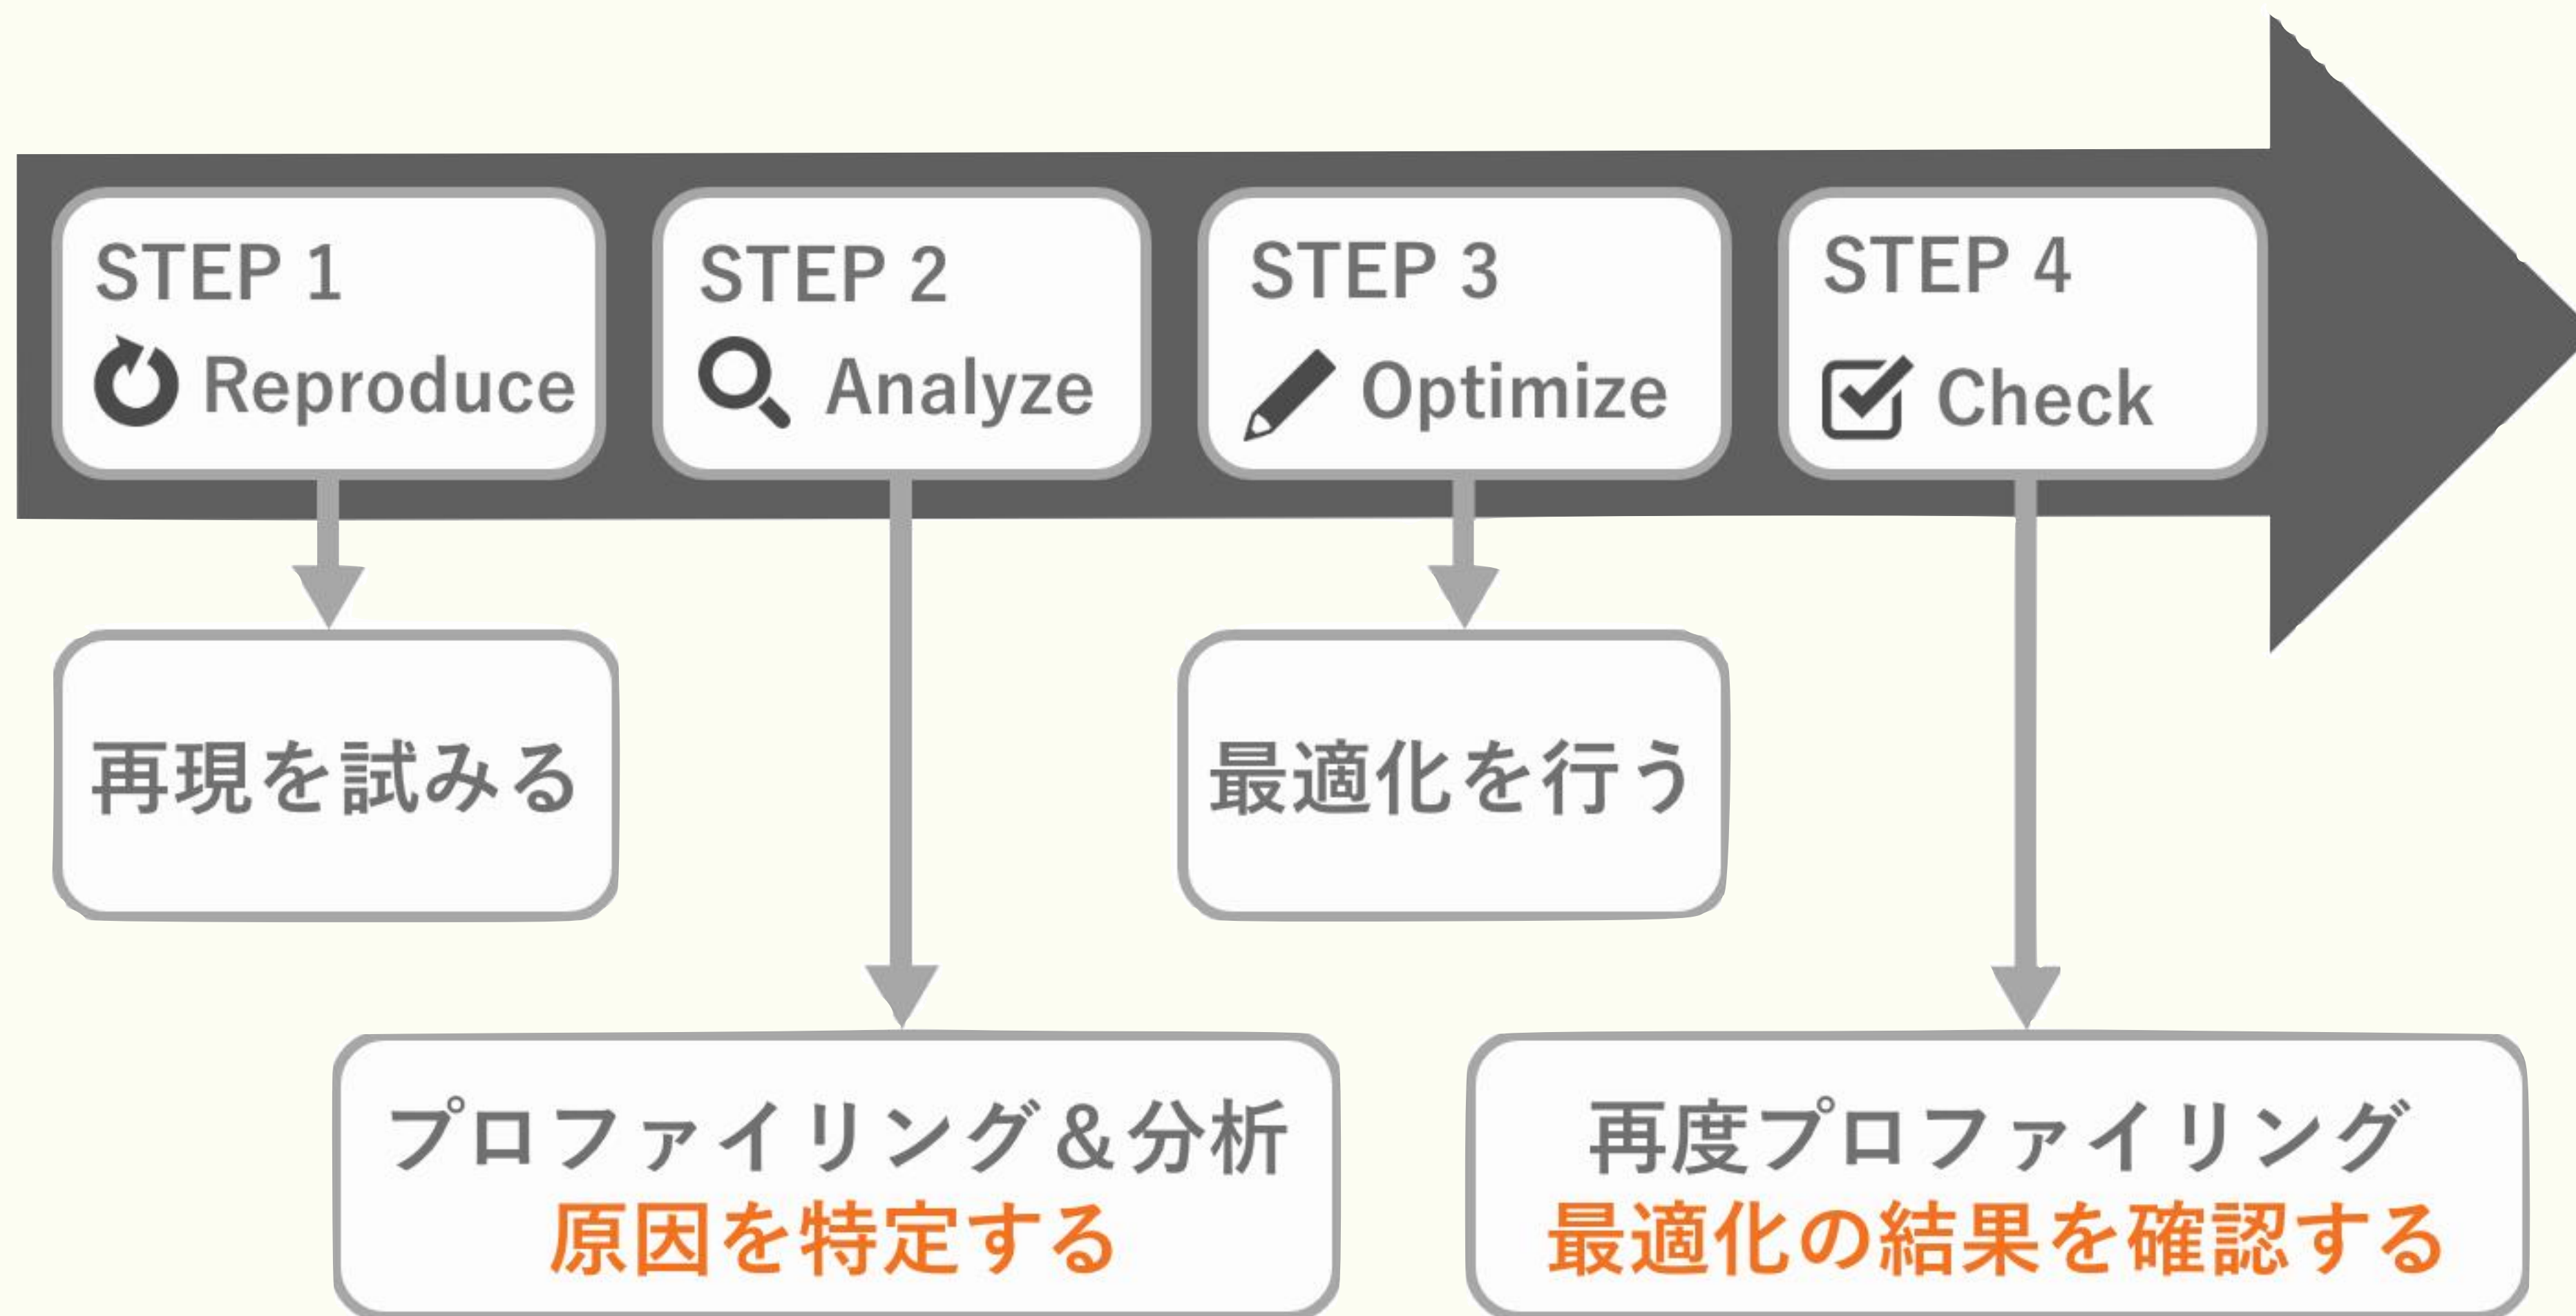 STEP 1
Reproduce
STEP 2
Analyze
STEP 3
Optimize
STEP 4
Check
再現を試みる
最適化を行う
プロファイリング＆分析
原因を特定する
再度プロファイリング
最適化の結果を確認する